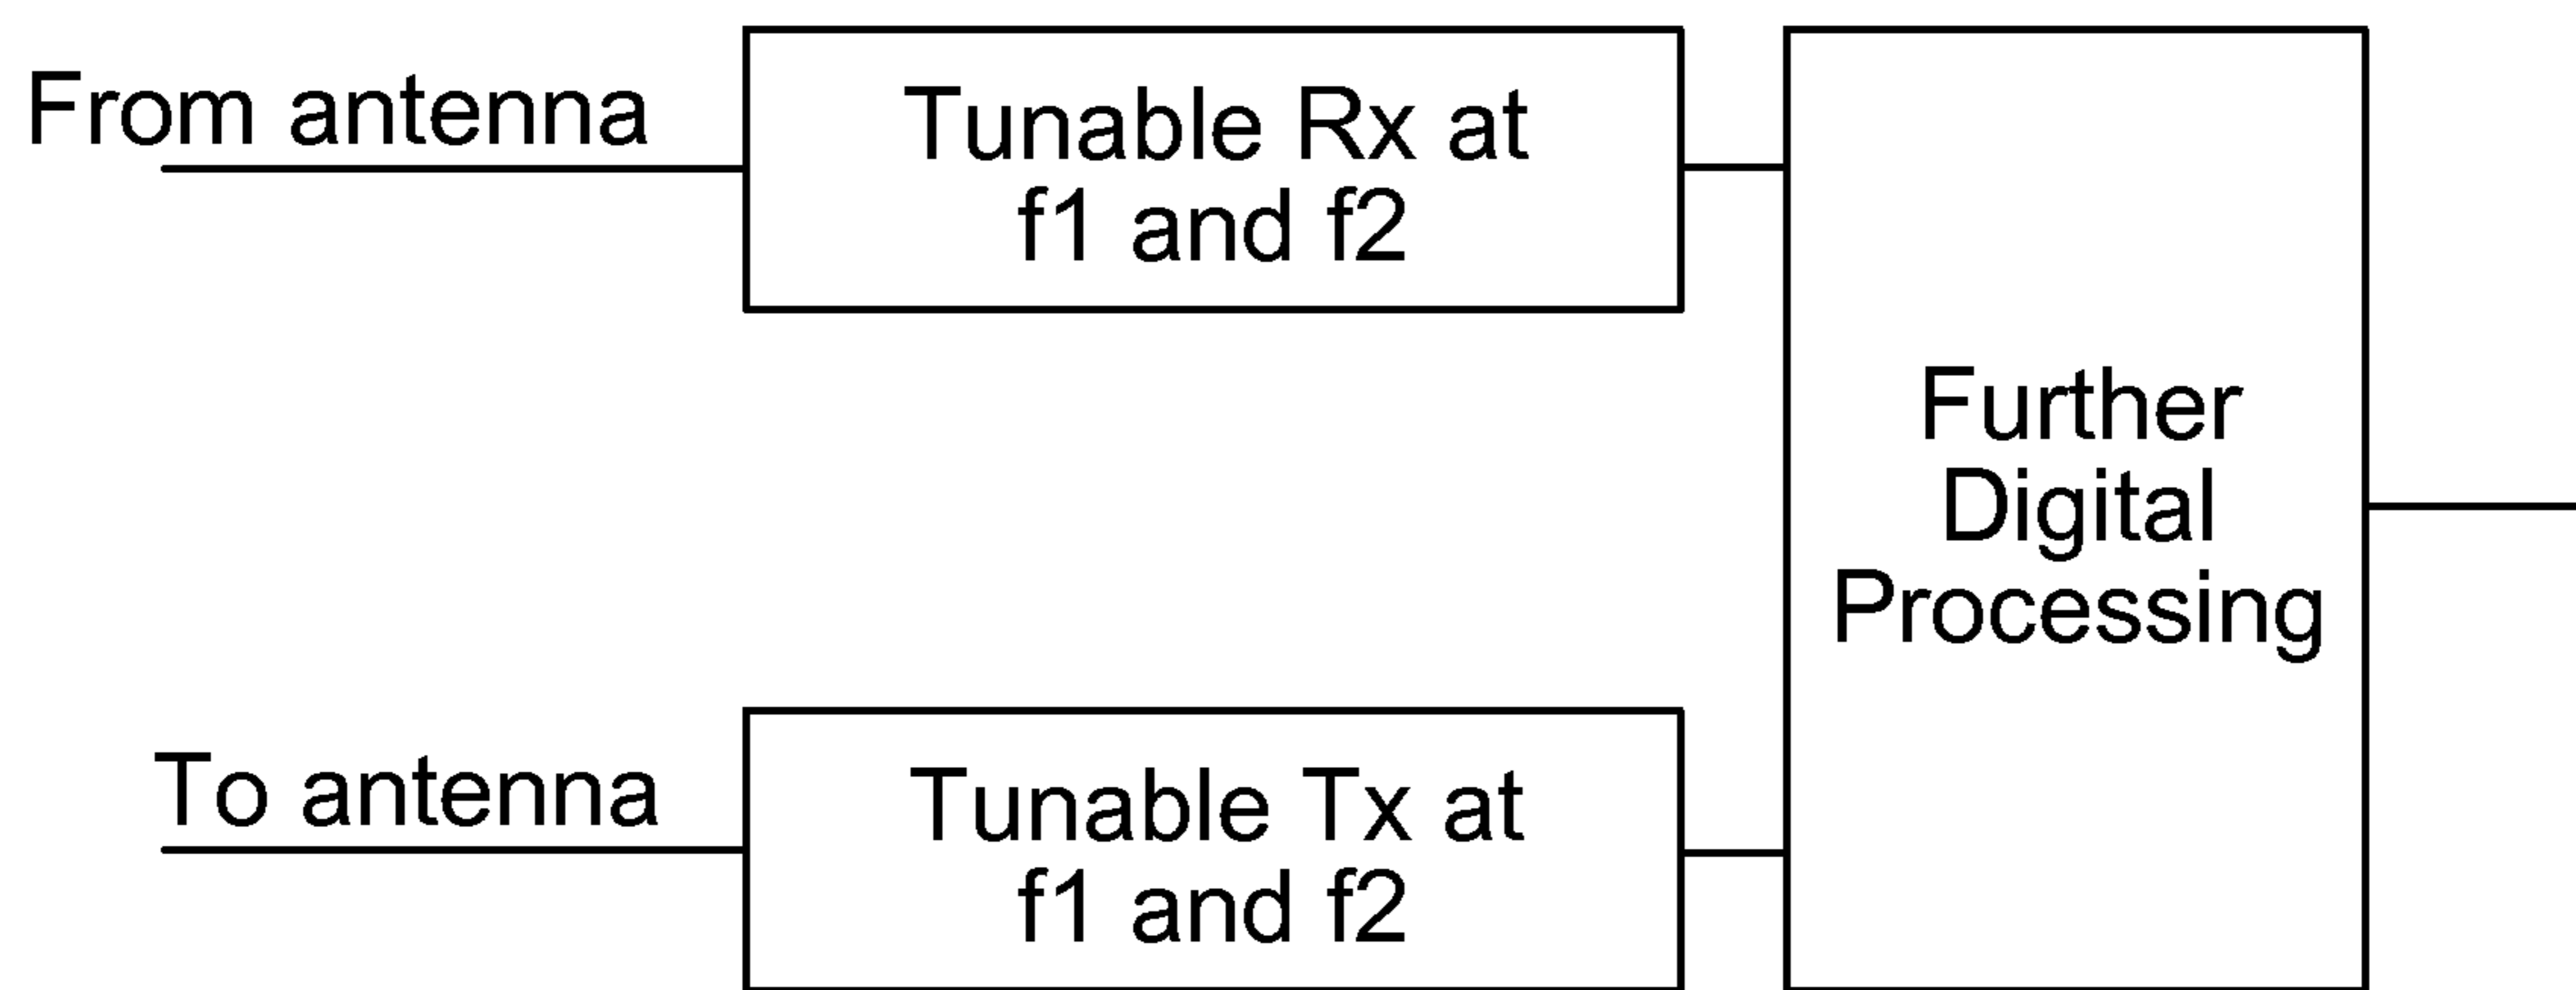 From antenna
Tunable Rx at
f1 and f2
Further
Digital
Processing
To antenna
Tunable Tx at
f1 and f2